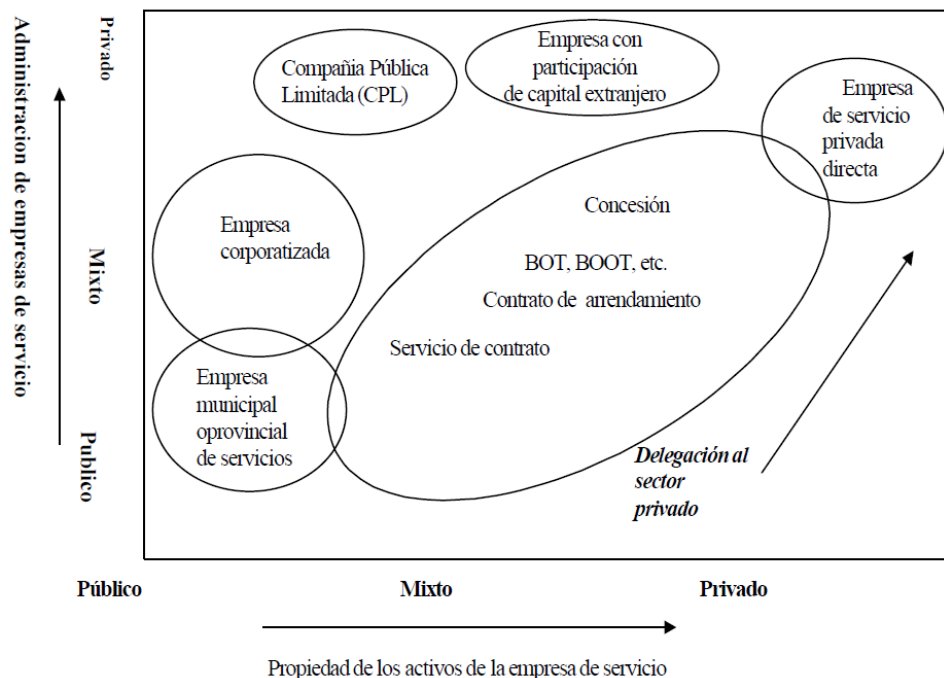 Administracion de empresas de servicio
Privado
Mixto
Publico
Compañia Pública
Limitada (CPL)
Empresa con
participación
de capital extranjero
Empresa
de servicio
privada
directa
Empresa
corporatizada
Concesión
BOT, BOOT, etc.
Contrato de arrendamiento
Servicio de contrato
Empresa
municipal
oprovincial
de servicios
Delegación al
sector
privado
Público
Mixto
Privado
Propiedad de los activos de la empresa de servicio